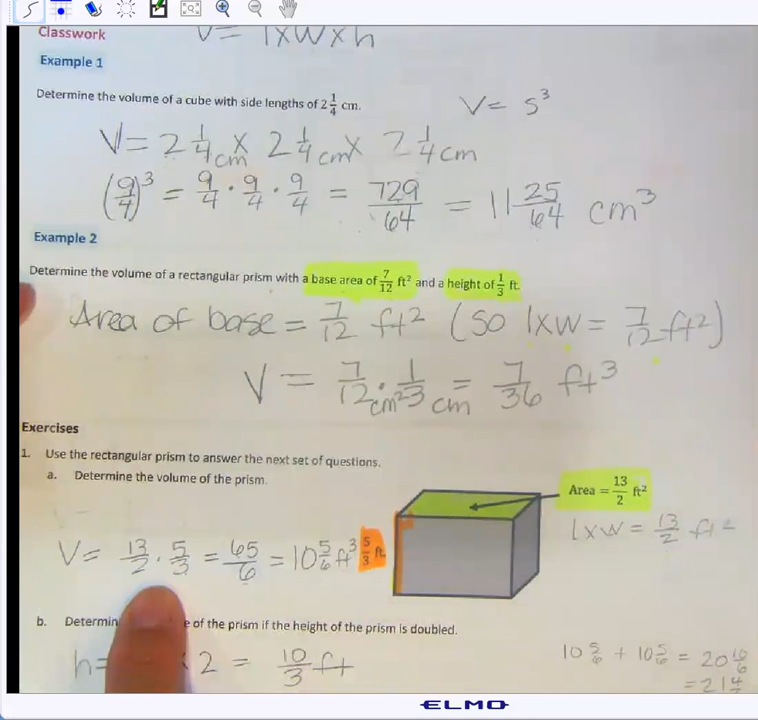 Classwork
V = l x w x h
Example 1
Determine the volume of a cube with side lengths of 2 1/4 cm.
V = s³
V = 2 1/4 cm x 2 1/4 cm x 2 1/4 cm
(9/4)³ = 9/4 · 9/4 · 9/4 = 729/64 = 11 25/64 cm³
Example 2
Determine the volume of a rectangular prism with a base area of 7/12 ft² and a height of 1/3 ft.
Area of base = 7/12 ft² (so lxw = 7/12 ft²)
V = 7/12 cm² · 1/3 cm = 7/36 ft³
Exercises
1. Use the rectangular prism to answer the next set of questions.
a. Determine the volume of the prism.
Area = 13/2 ft²
lxw = 13/2 ft²
V = 13/2 · 5/3 = 65/6 = 10 5/6 ft³
5/3 ft.
b. Determin e of the prism if the height of the prism is doubled.
h = x 2 = 10/3 ft
10 5/6 + 10 5/6 = 20 10/6
= 21 4
ELMO